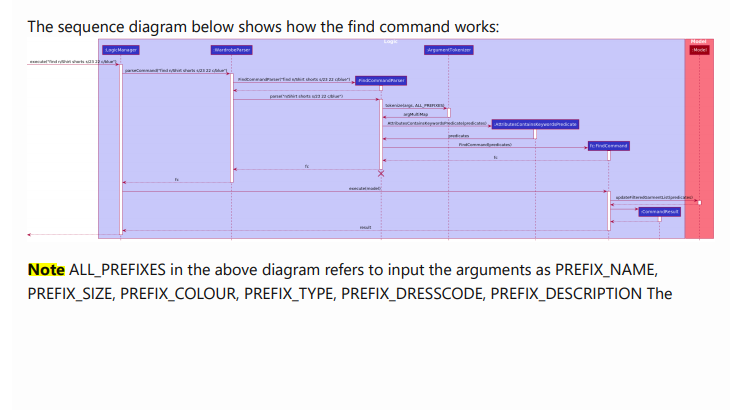 The sequence diagram below shows how the find command works:
Logic
Model
:LogicManager
:WardrobeParser
:ArgumentTokenizer
:Model
execute("find n/Shirt shorts s/23 22 c/blue")
parseCommand("find n/Shirt shorts s/23 22 c/blue")
FindCommandParser("find n/Shirt shorts s/23 22 c/blue")
:FindCommandParser
parse("n/Shirt shorts s/23 22 c/blue")
tokenize(args, ALL_PREFIXES)
argMultiMap
AttributesContainsKeywordsPredicate(predicates)
:AttributesContainsKeywordsPredicate
predicates
FindCommand(predicates)
fc:FindCommand
fc
fc
fc
execute(model)
updateFilteredGarmentList(predicates)
:CommandResult
result
Note ALL_PREFIXES in the above diagram refers to input the arguments as PREFIX_NAME,
PREFIX_SIZE, PREFIX_COLOUR, PREFIX_TYPE, PREFIX_DRESSCODE, PREFIX_DESCRIPTION The